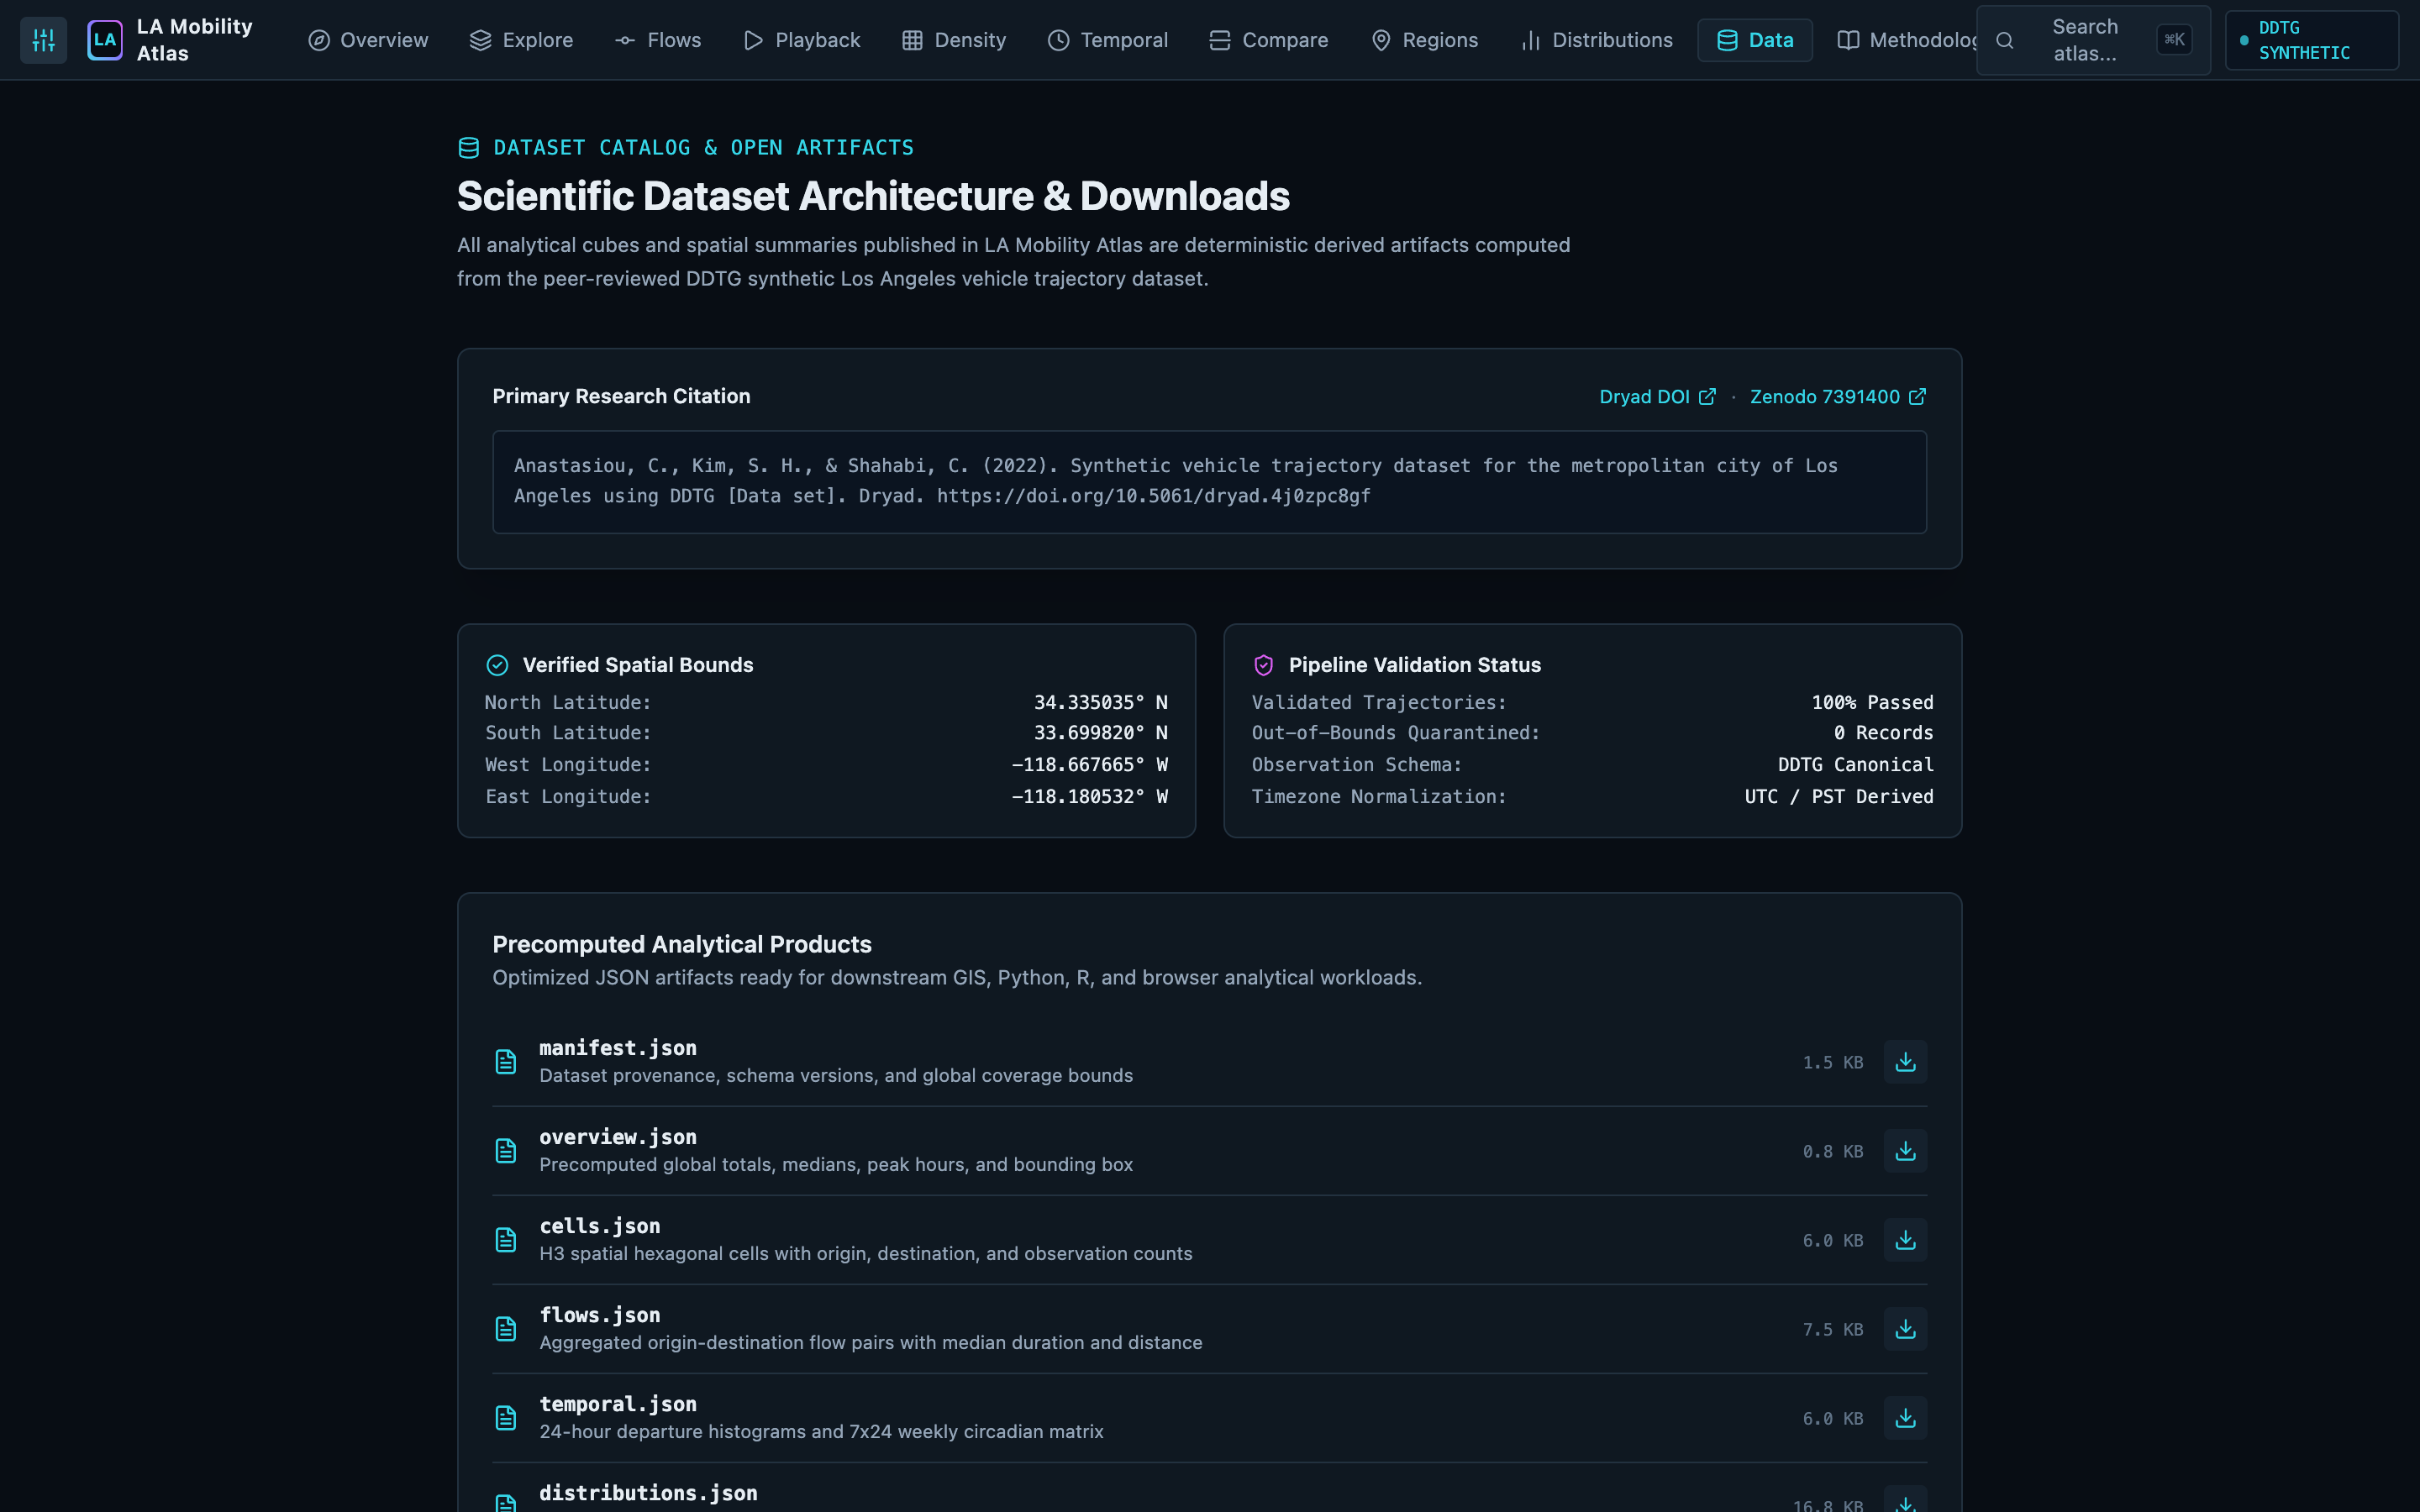 LA
LA Mobility
Atlas
Overview
Explore
Flows
Playback
Density
Temporal
Compare
Regions
Distributions
Data
Methodolog
Search
atlas...
⌘K
DDTG
SYNTHETIC
DATASET CATALOG & OPEN ARTIFACTS
Scientific Dataset Architecture & Downloads
All analytical cubes and spatial summaries published in LA Mobility Atlas are deterministic derived artifacts computed
from the peer-reviewed DDTG synthetic Los Angeles vehicle trajectory dataset.
Primary Research Citation
Dryad DOI · Zenodo 7391400
Anastasiou, C., Kim, S. H., & Shahabi, C. (2022). Synthetic vehicle trajectory dataset for the metropolitan city of Los
Angeles using DDTG [Data set]. Dryad. https://doi.org/10.5061/dryad.4j0zpc8gf
Verified Spatial Bounds
North Latitude: 34.335035° N
South Latitude: 33.699820° N
West Longitude: −118.667665° W
East Longitude: −118.180532° W
Pipeline Validation Status
Validated Trajectories: 100% Passed
Out-of-Bounds Quarantined: 0 Records
Observation Schema: DDTG Canonical
Timezone Normalization: UTC / PST Derived
Precomputed Analytical Products
Optimized JSON artifacts ready for downstream GIS, Python, R, and browser analytical workloads.
manifest.json
Dataset provenance, schema versions, and global coverage bounds
1.5 KB
overview.json
Precomputed global totals, medians, peak hours, and bounding box
0.8 KB
cells.json
H3 spatial hexagonal cells with origin, destination, and observation counts
6.0 KB
flows.json
Aggregated origin-destination flow pairs with median duration and distance
7.5 KB
temporal.json
24-hour departure histograms and 7x24 weekly circadian matrix
6.0 KB
distributions.json
16.8 KB